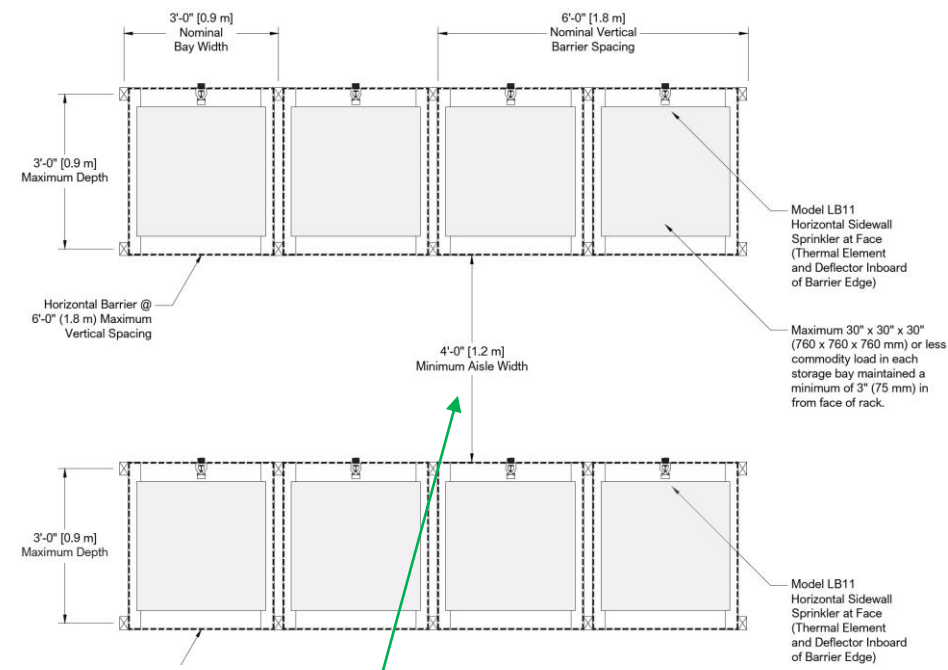 3'-0" [0.9 m]
Nominal
Bay Width
6'-0" [1.8 m]
Nominal Vertical
Barrier Spacing
3'-0" [0.9 m]
Maximum Depth
Model LB11
Horizontal Sidewall
Sprinkler at Face
(Thermal Element
and Deflector Inboard
of Barrier Edge)
Horizontal Barrier @
6'-0" (1.8 m) Maximum
Vertical Spacing
Maximum 30" x 30" x 30"
(760 x 760 x 760 mm) or less
commodity load in each
storage bay maintained a
minimum of 3" (75 mm) in
from face of rack.
4'-0" [1.2 m]
Minimum Aisle Width
3'-0" [0.9 m]
Maximum Depth
Model LB11
Horizontal Sidewall
Sprinkler at Face
(Thermal Element
and Deflector Inboard
of Barrier Edge)